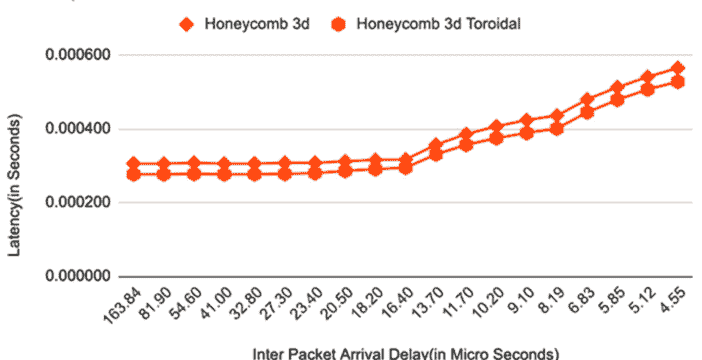 Honeycomb 3d Honeycomb 3d Toroidal
0.000600
0.000400
0.000200
0.000000
Latency(in Seconds)
163.84 81.90 54.60 41.00 32.80 27.30 23.40 20.50 18.20 16.40 13.70 11.70 10.20 9.10 8.19 6.83 5.85 5.12 4.55
Inter Packet Arrival Delay(in Micro Seconds)